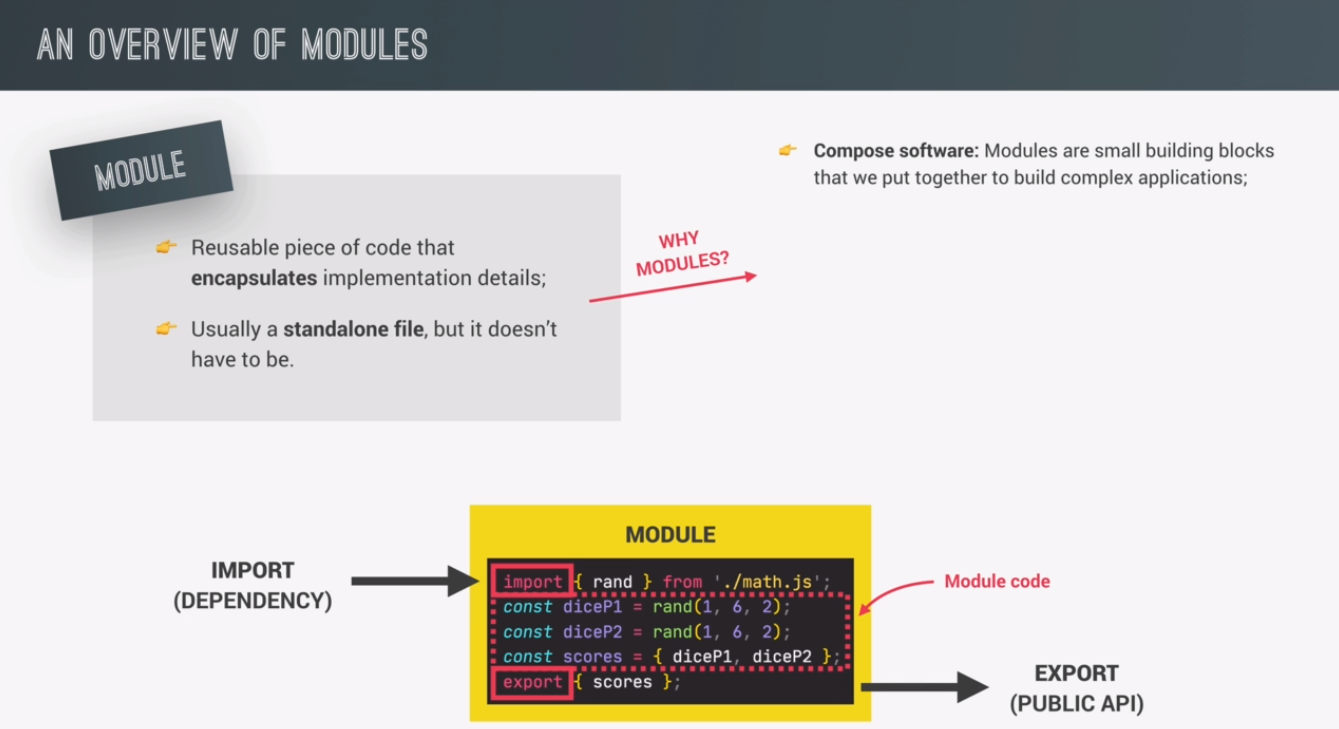 AN OVERVIEW OF MODULES
MODULE
👉 Reusable piece of code that
encapsulates implementation details;
👉 Usually a standalone file, but it doesn't
have to be.
WHY
MODULES?
👉 Compose software: Modules are small building blocks
that we put together to build complex applications;
IMPORT
(DEPENDENCY)
MODULE
import { rand } from './math.js';
const diceP1 = rand(1, 6, 2);
const diceP2 = rand(1, 6, 2);
const scores = { diceP1, diceP2 };
export { scores };
Module code
EXPORT
(PUBLIC API)